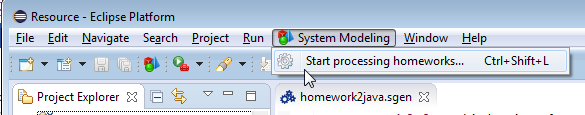 Resource - Eclipse Platform
File Edit Navigate Search Project Run System Modeling Window Help
Start processing homeworks... Ctrl+Shift+L
Project Explorer homework2java.sgen